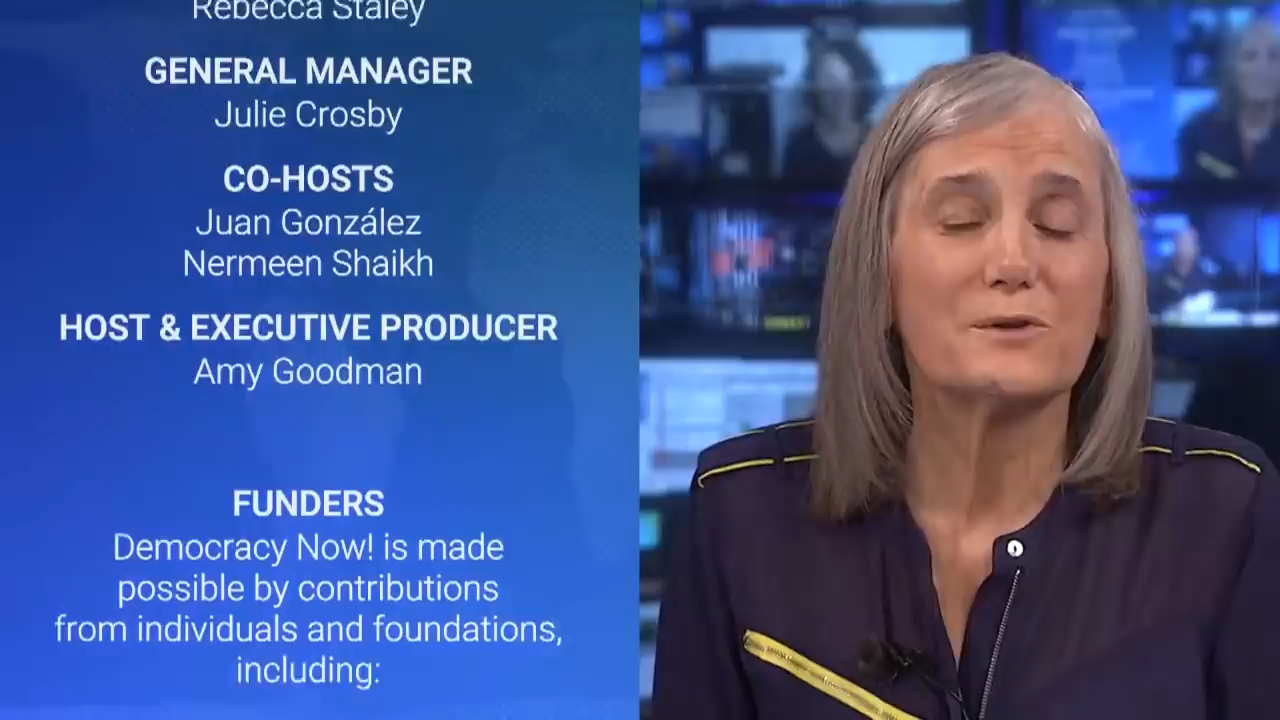 Rebecca Staley
GENERAL MANAGER
Julie Crosby
CO-HOSTS
Juan González
Nermeen Shaikh
HOST & EXECUTIVE PRODUCER
Amy Goodman
FUNDERS
Democracy Now! is made
possible by contributions
from individuals and foundations,
including: